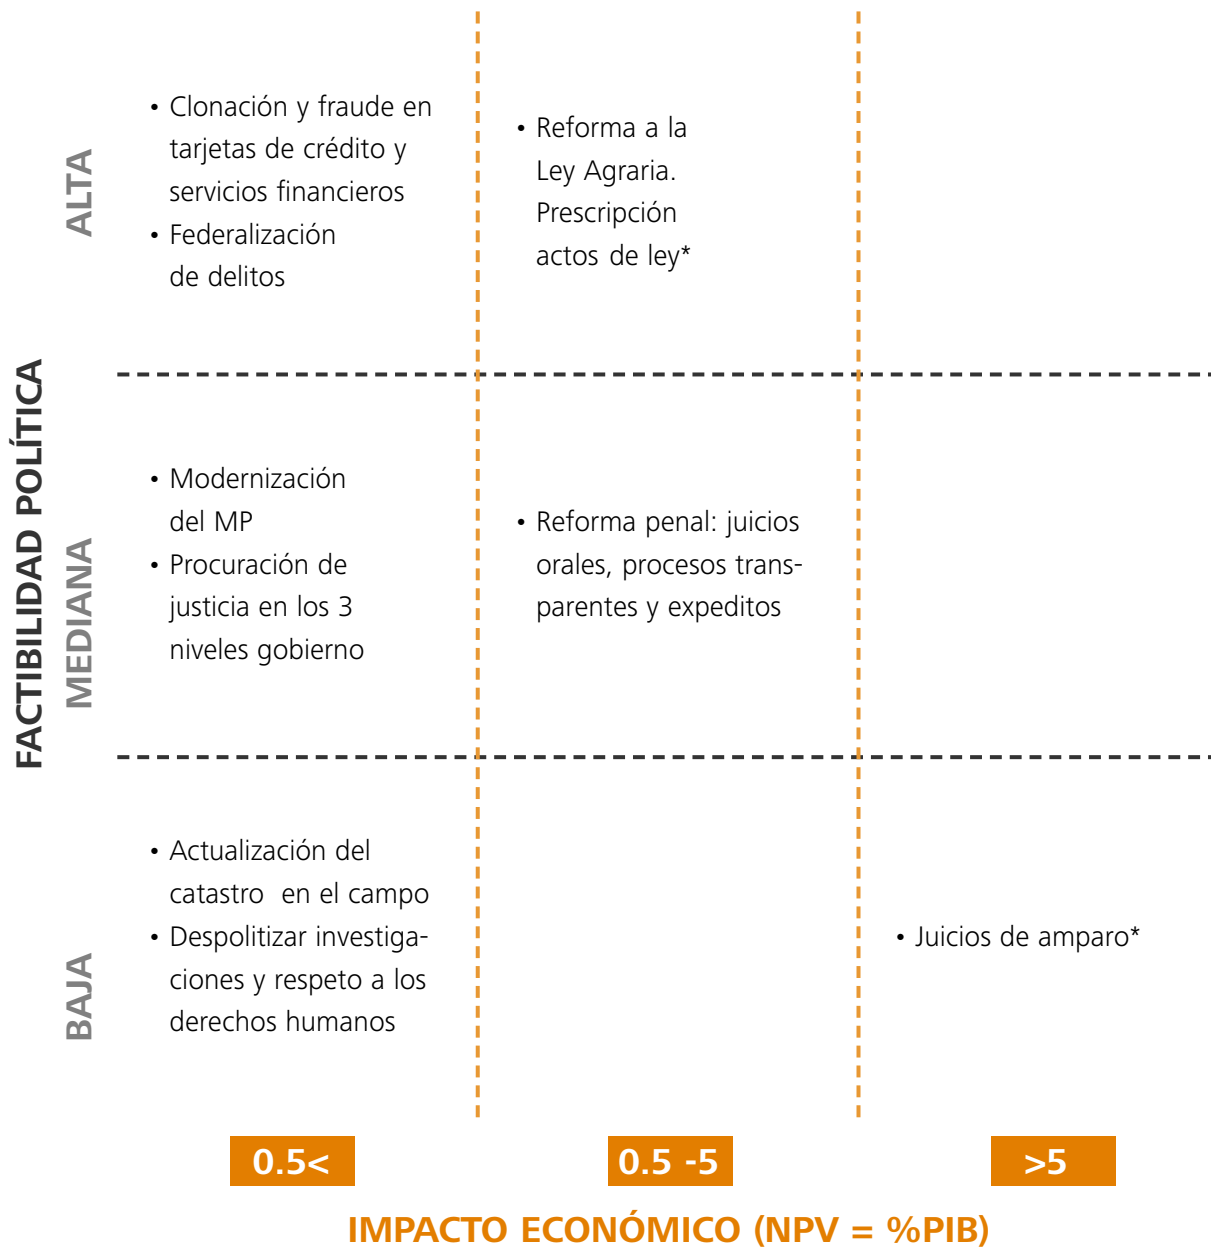 FACTIBILIDAD POLÍTICA
ALTA
• Clonación y fraude en
tarjetas de crédito y
servicios financieros
• Federalización
de delitos
• Reforma a la
Ley Agraria.
Prescripción
actos de ley*
MEDIANA
• Modernización
del MP
• Procuración de
justicia en los 3
niveles gobierno
• Reforma penal: juicios
orales, procesos trans-
parentes y expeditos
BAJA
• Actualización del
catastro en el campo
• Despolitizar investiga-
ciones y respeto a los
derechos humanos
• Juicios de amparo*
0.5<
0.5 -5
>5
IMPACTO ECONÓMICO (NPV = %PIB)